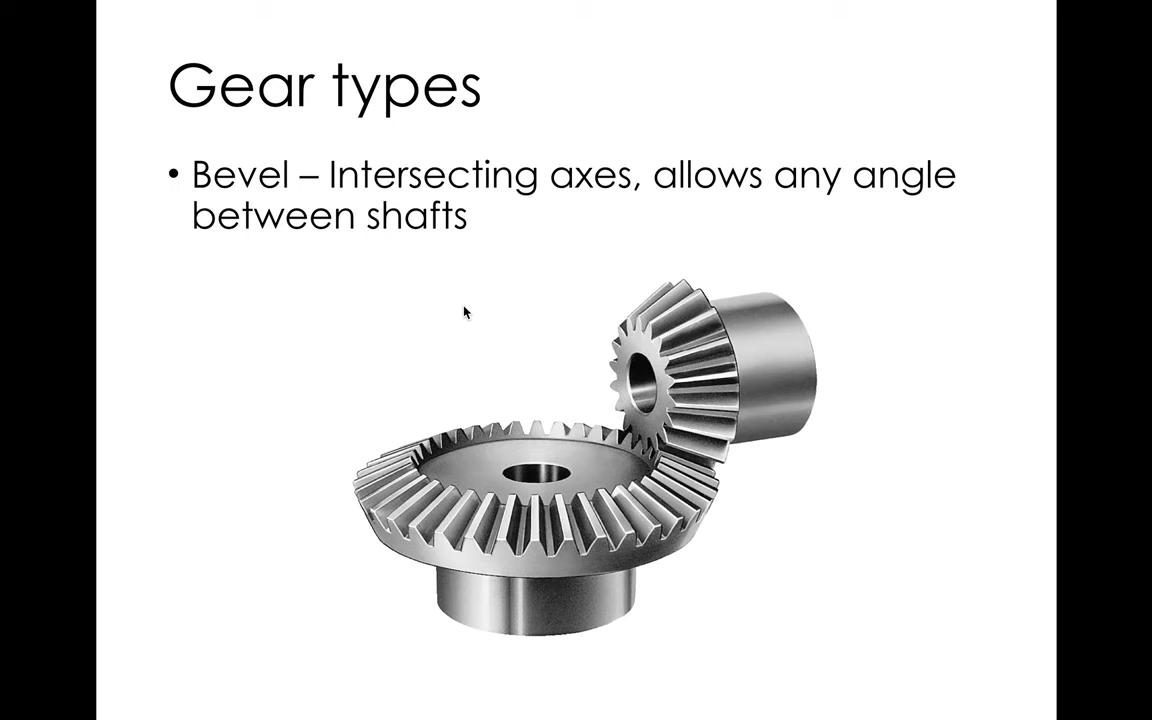 Gear types
• Bevel – Intersecting axes, allows any angle
between shafts